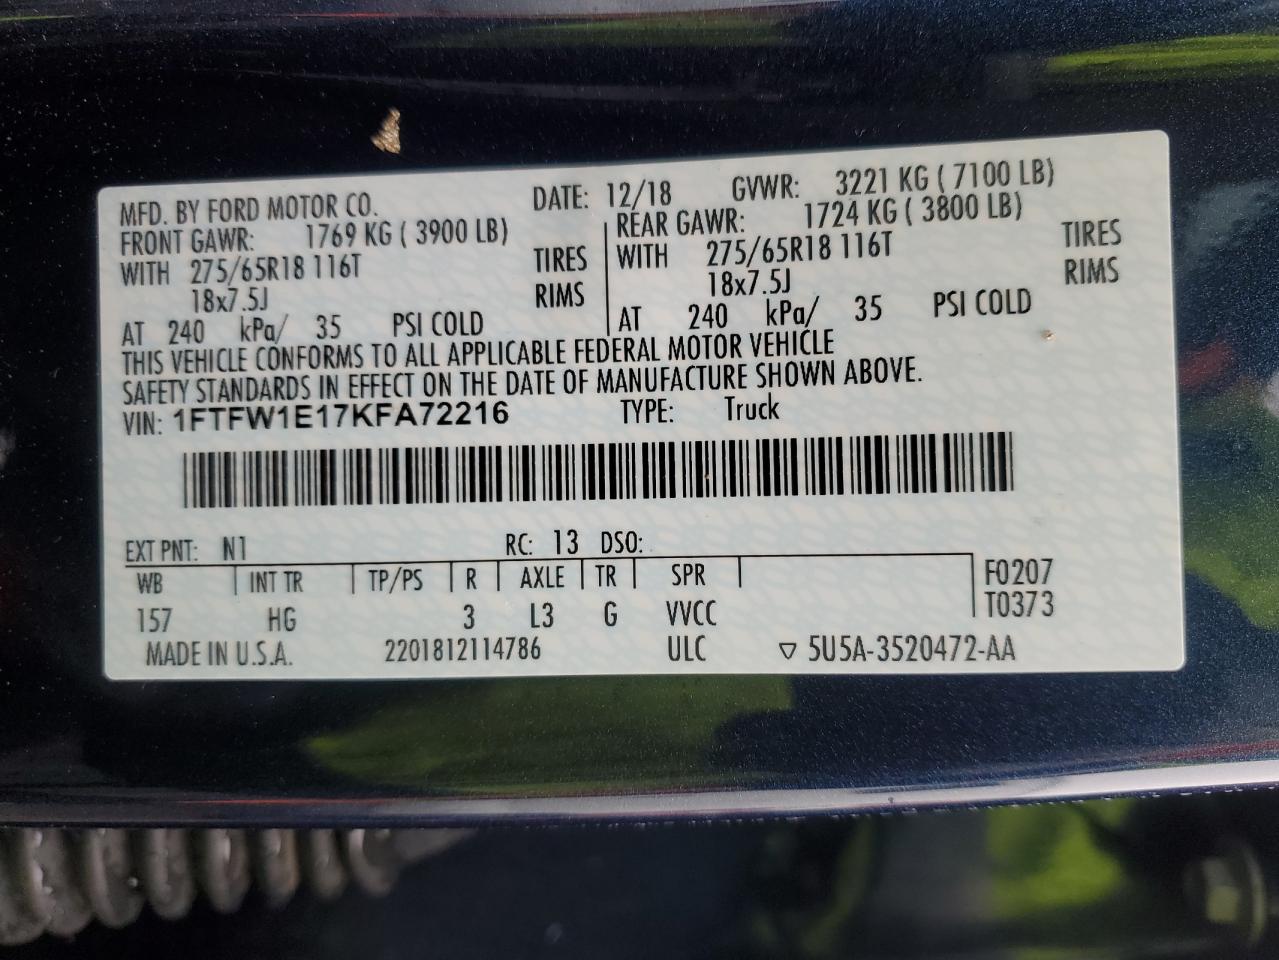 MFD. BY FORD MOTOR CO. DATE: 12/18 GVWR: 3221 KG ( 7100 LB)
FRONT GAWR: 1769 KG ( 3900 LB) REAR GAWR: 1724 KG ( 3800 LB)
WITH 275/65R18 116T TIRES WITH 275/65R18 116T TIRES
18x7.5J RIMS 18x7.5J RIMS
AT 240 kPa/ 35 PSI COLD AT 240 kPa/ 35 PSI COLD
THIS VEHICLE CONFORMS TO ALL APPLICABLE FEDERAL MOTOR VEHICLE
SAFETY STANDARDS IN EFFECT ON THE DATE OF MANUFACTURE SHOWN ABOVE.
VIN: 1FTFW1E17KFA72216 TYPE: Truck
EXT PNT: N1 RC: 13 DSO:
WB INT TR TP/PS R AXLE TR SPR F0207
157 HG 3 L3 G VVCC T0373
MADE IN U.S.A. 2201812114786 ULC ▽ 5U5A-3520472-AA